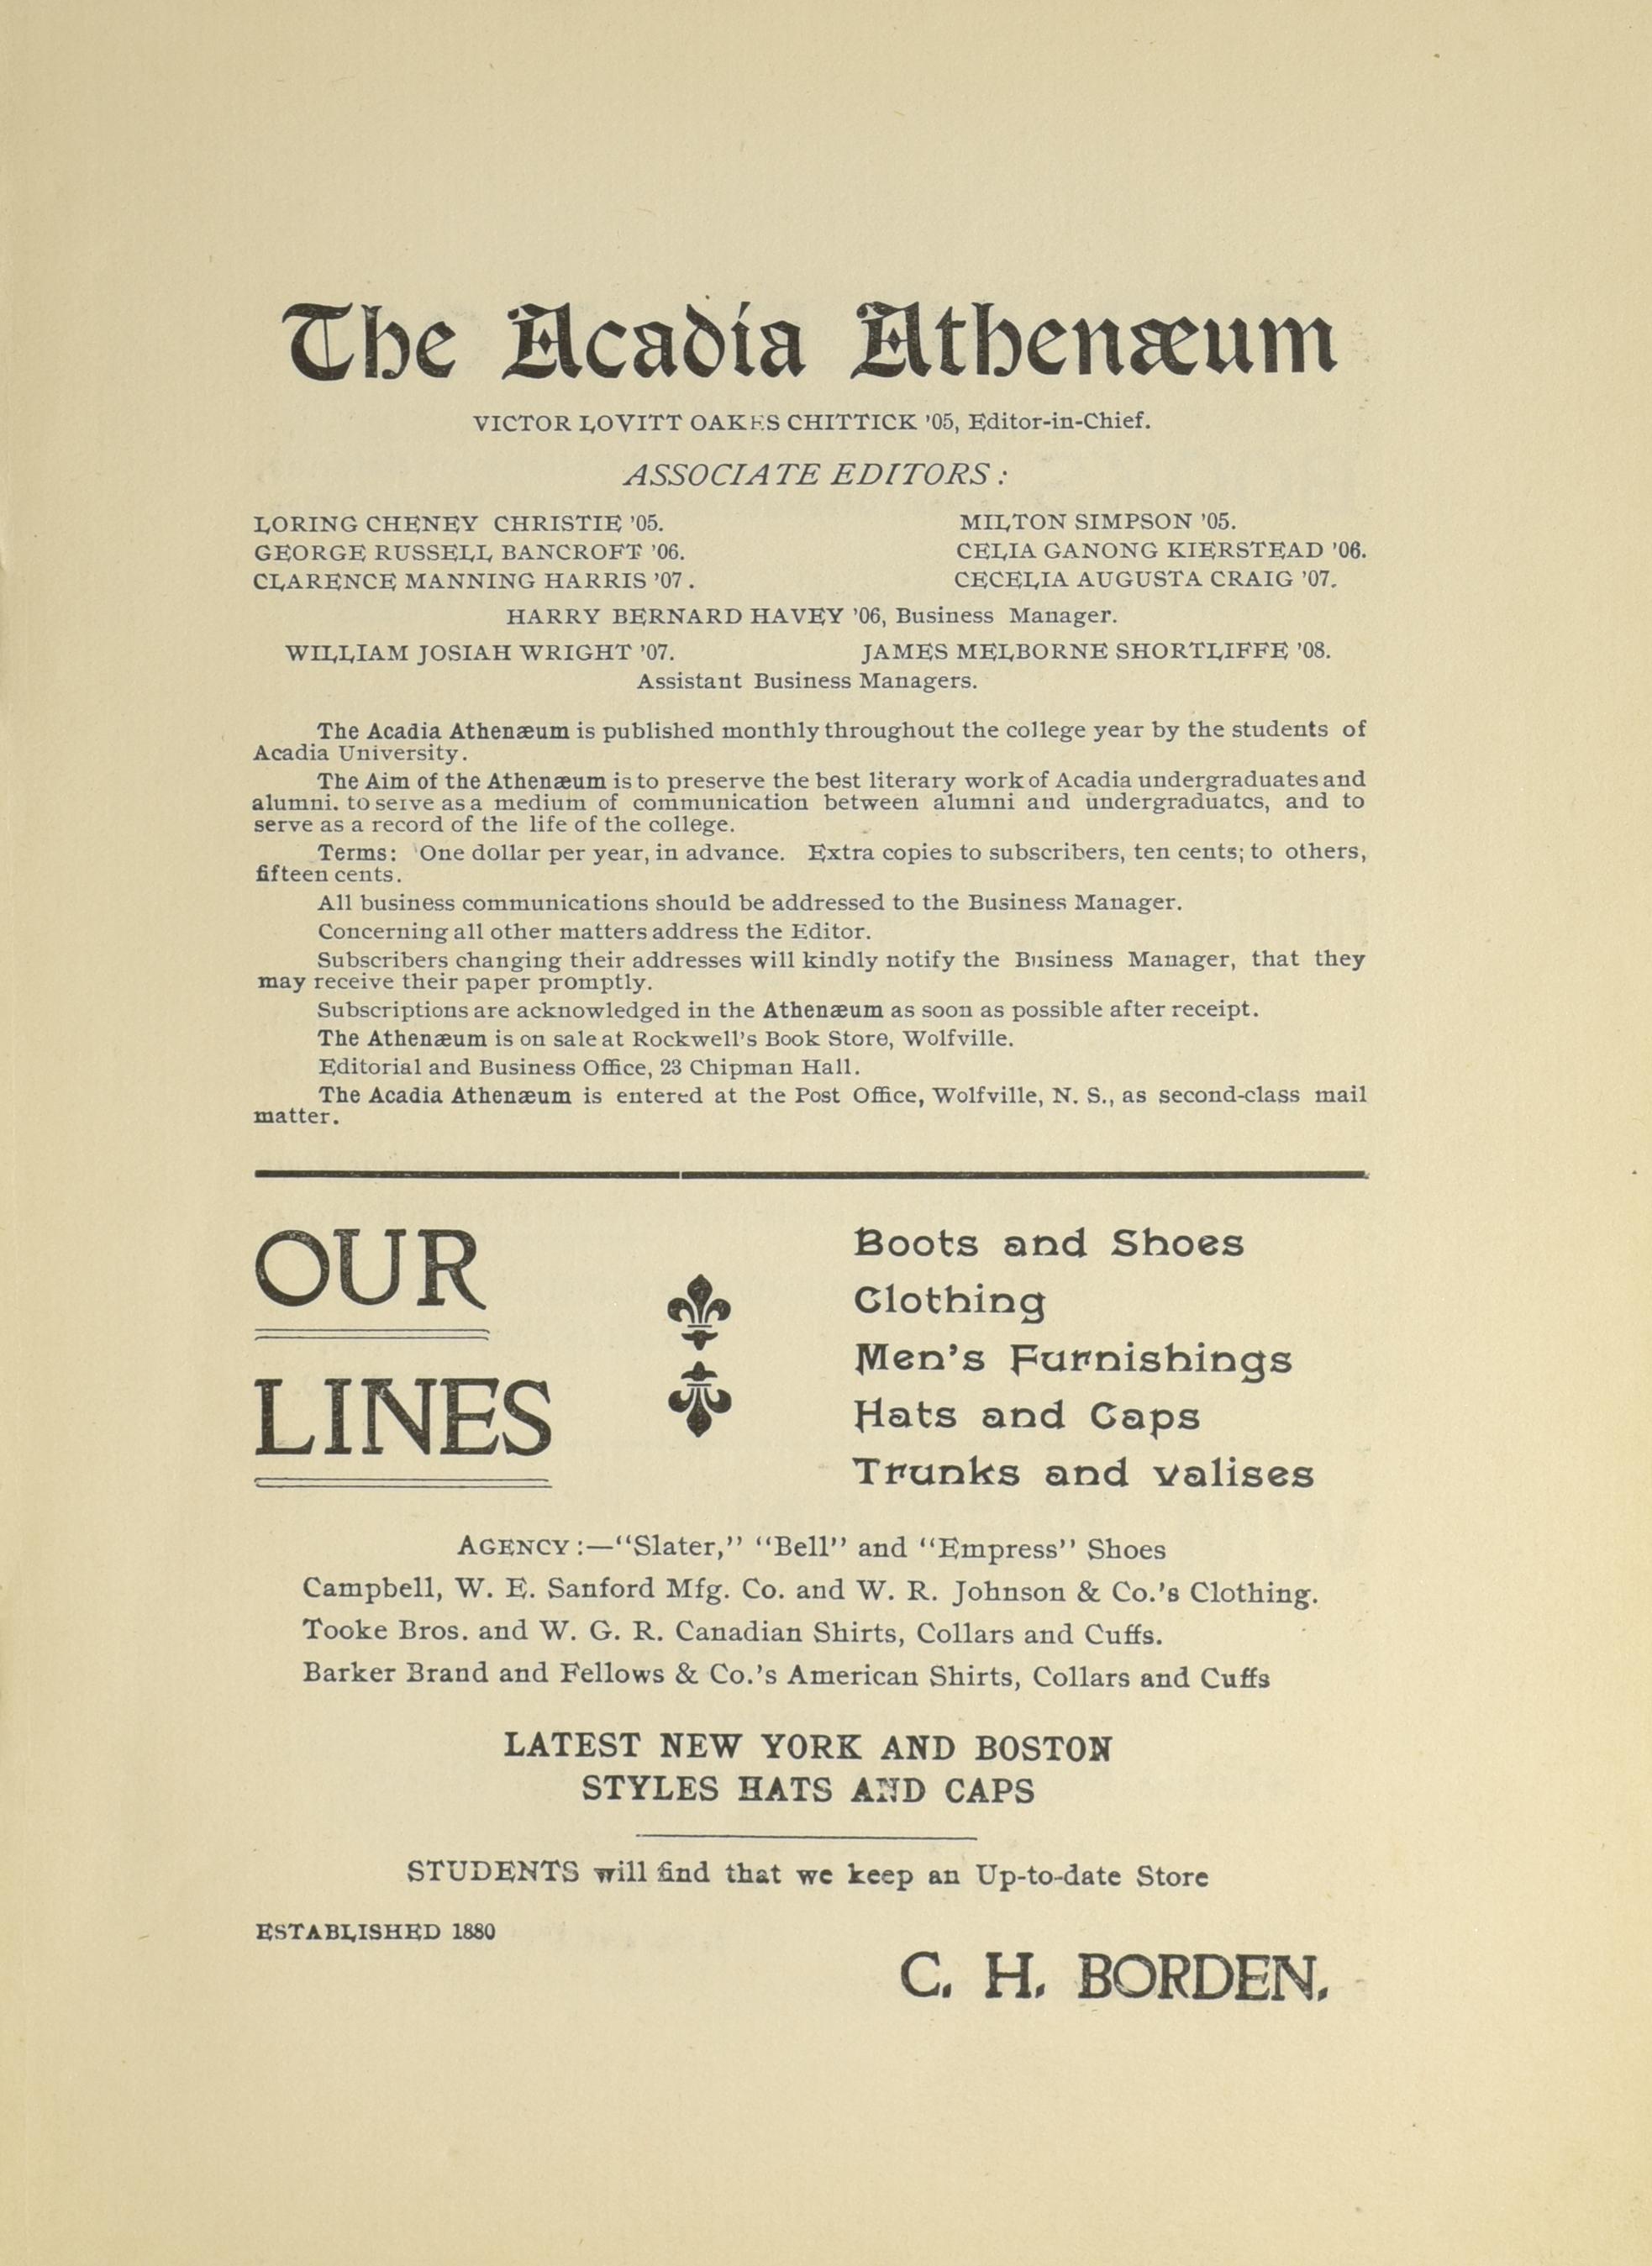 The Acadia Athenæum
VICTOR LOVITT OAKES CHITTICK '05, Editor-in-Chief.
ASSOCIATE EDITORS:
LORING CHENEY CHRISTIE '05. MILTON SIMPSON '05.
GEORGE RUSSELL BANCROFT '06. CELIA GANONG KIERSTEAD '06.
CLARENCE MANNING HARRIS '07. CECELIA AUGUSTA CRAIG '07.
HARRY BERNARD HAVEY '06, Business Manager.
WILLIAM JOSIAH WRIGHT '07. JAMES MELBORNE SHORTLIFFE '08.
Assistant Business Managers.
The Acadia Athenæum is published monthly throughout the college year by the students of
Acadia University.
The Aim of the Athenæum is to preserve the best literary work of Acadia undergraduates and
alumni. to serve as a medium of communication between alumni and undergraduates, and to
serve as a record of the life of the college.
Terms: One dollar per year, in advance. Extra copies to subscribers, ten cents; to others,
fifteen cents.
All business communications should be addressed to the Business Manager.
Concerning all other matters address the Editor.
Subscribers changing their addresses will kindly notify the Business Manager, that they
may receive their paper promptly.
Subscriptions are acknowledged in the Athenæum as soon as possible after receipt.
The Athenæum is on sale at Rockwell's Book Store, Wolfville.
Editorial and Business Office, 23 Chipman Hall.
The Acadia Athenæum is entered at the Post Office, Wolfville, N. S., as second-class mail
matter.
OUR
LINES
Boots and Shoes
Clothing
Men's Furnishings
Hats and Caps
Trunks and valises
AGENCY:—"Slater," "Bell" and "Empress" Shoes
Campbell, W. E. Sanford Mfg. Co. and W. R. Johnson & Co.'s Clothing.
Tooke Bros. and W. G. R. Canadian Shirts, Collars and Cuffs.
Barker Brand and Fellows & Co.'s American Shirts, Collars and Cuffs
LATEST NEW YORK AND BOSTON
STYLES HATS AND CAPS
STUDENTS will find that we keep an Up-to-date Store
ESTABLISHED 1880
C. H. BORDEN.